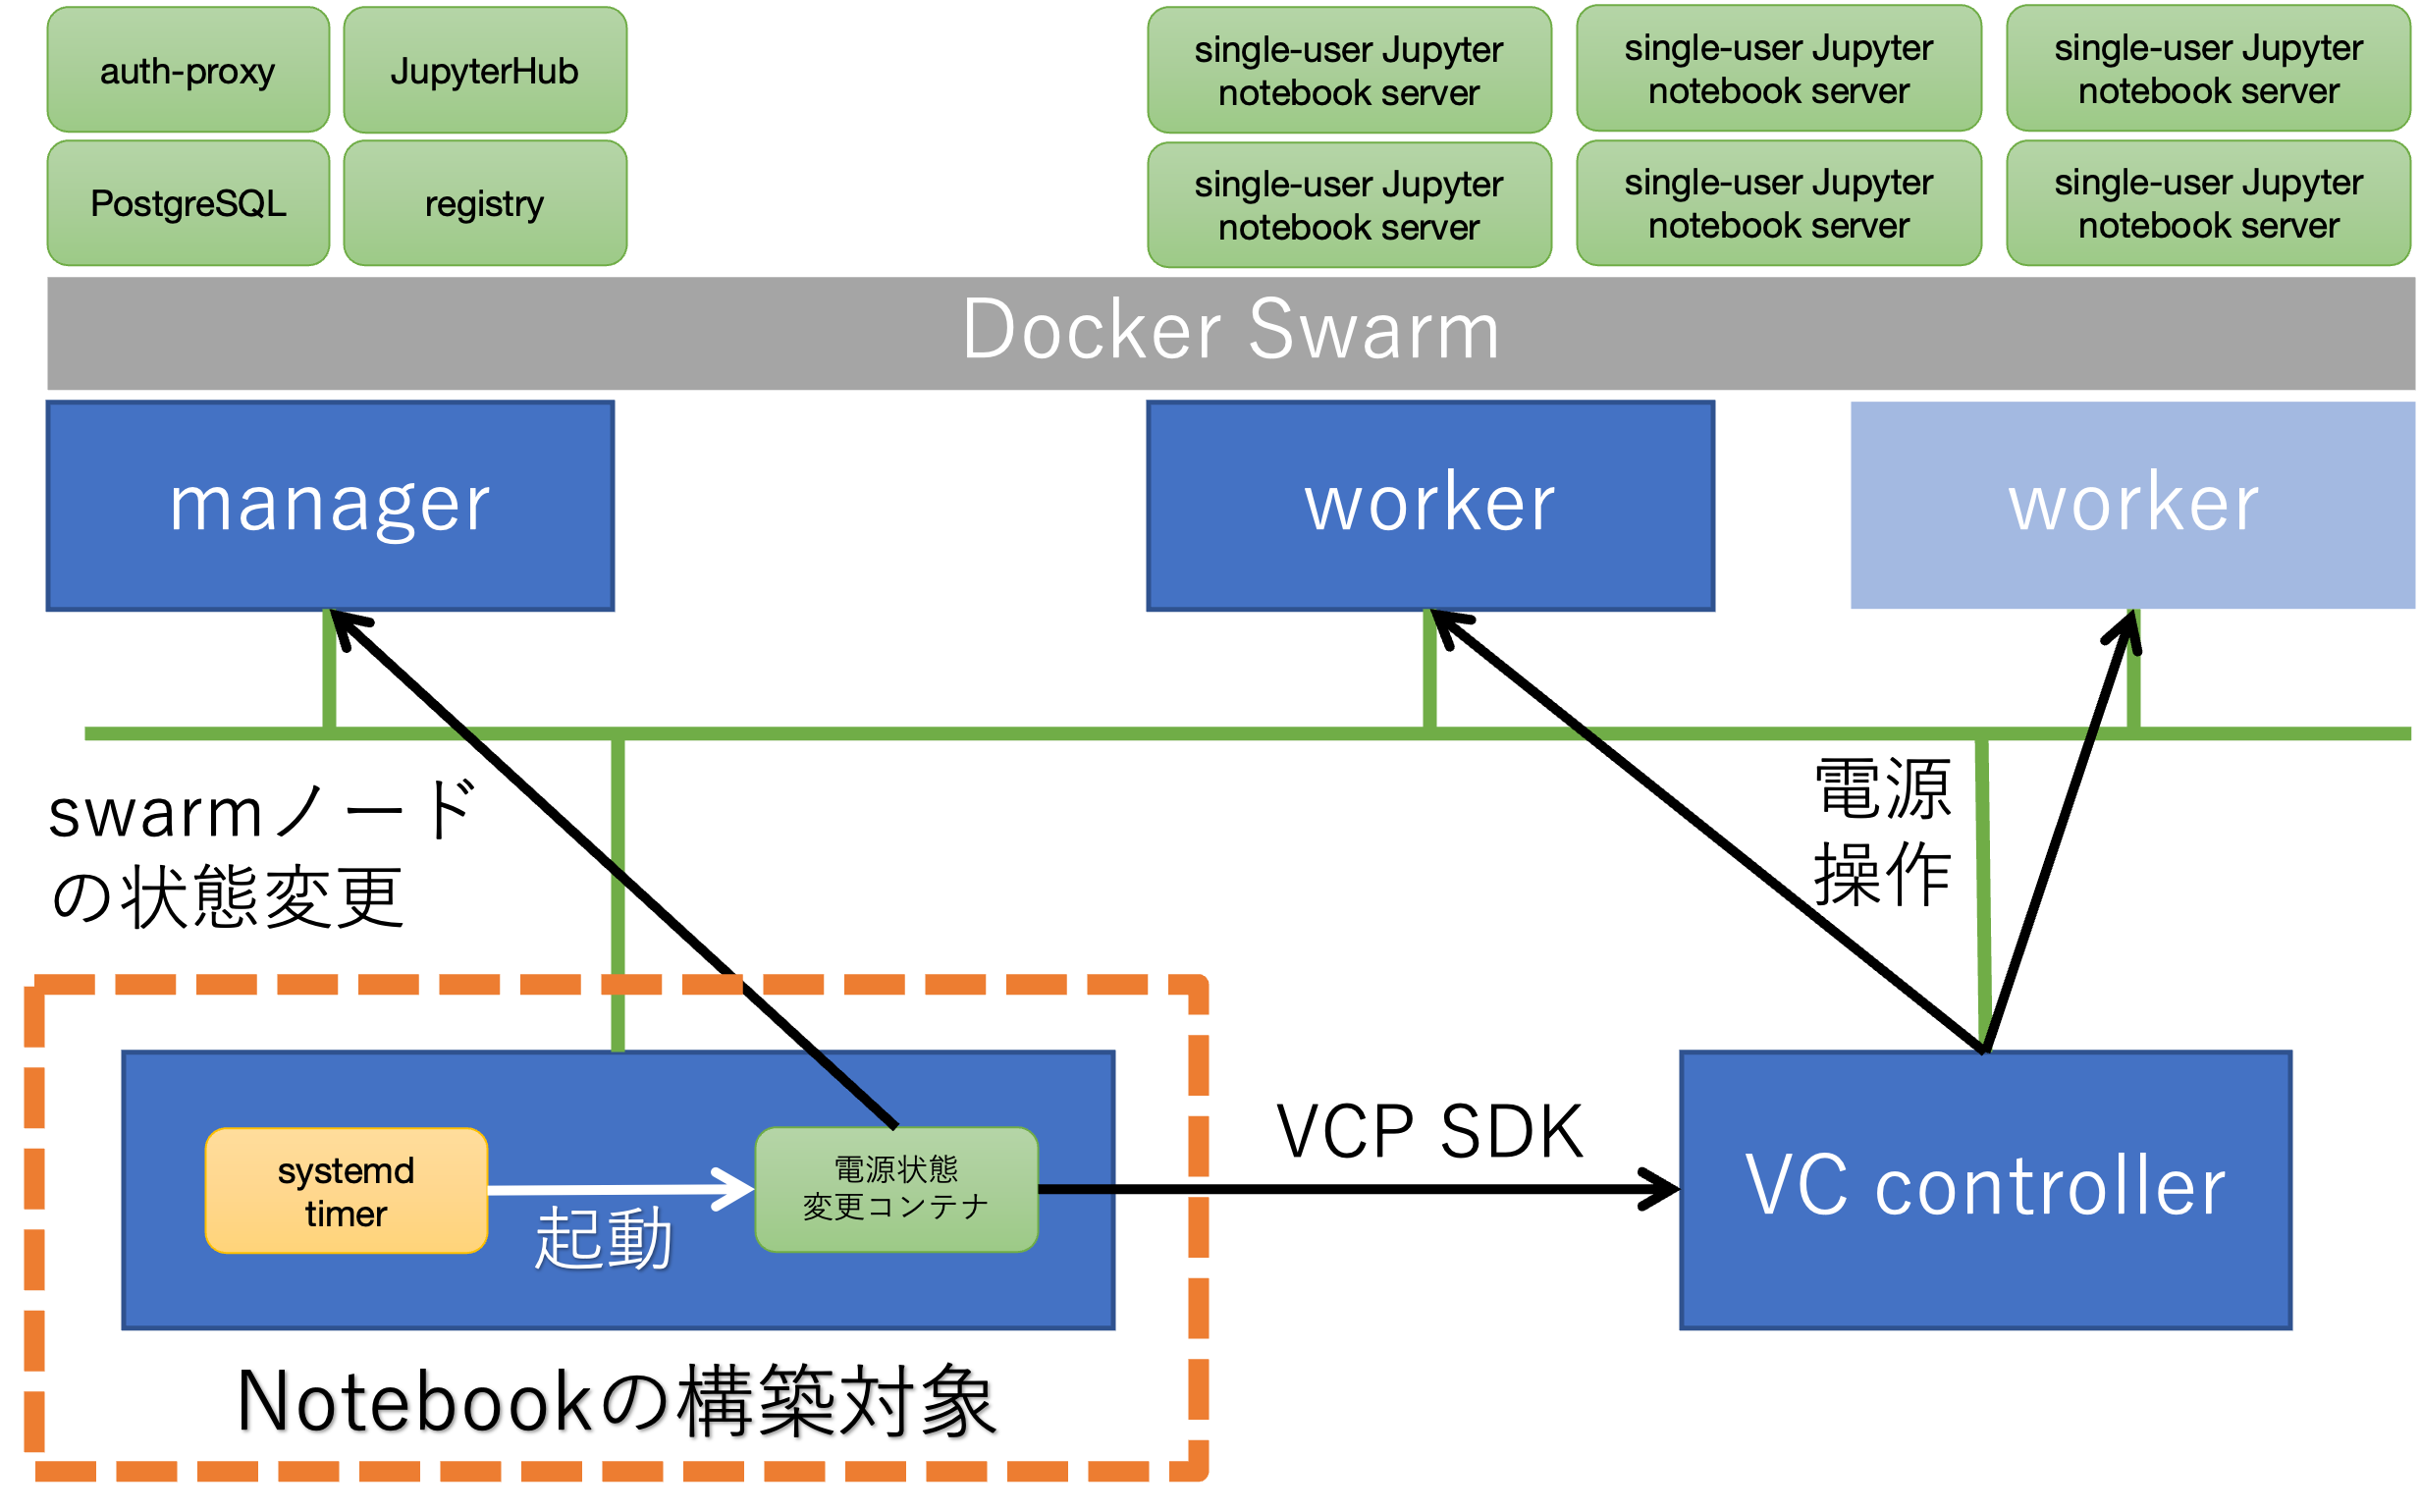 auth-proxy
JupyterHub
PostgreSQL
registry
single-user Jupyter
notebook server
single-user Jupyter
notebook server
single-user Jupyter
notebook server
single-user Jupyter
notebook server
single-user Jupyter
notebook server
single-user Jupyter
notebook server
Docker Swarm
manager
worker
worker
swarmノード
の状態変更
電源
操作
systemd
timer
起動
電源状態
変更コンテナ
VCP SDK
VC controller
Notebookの構築対象